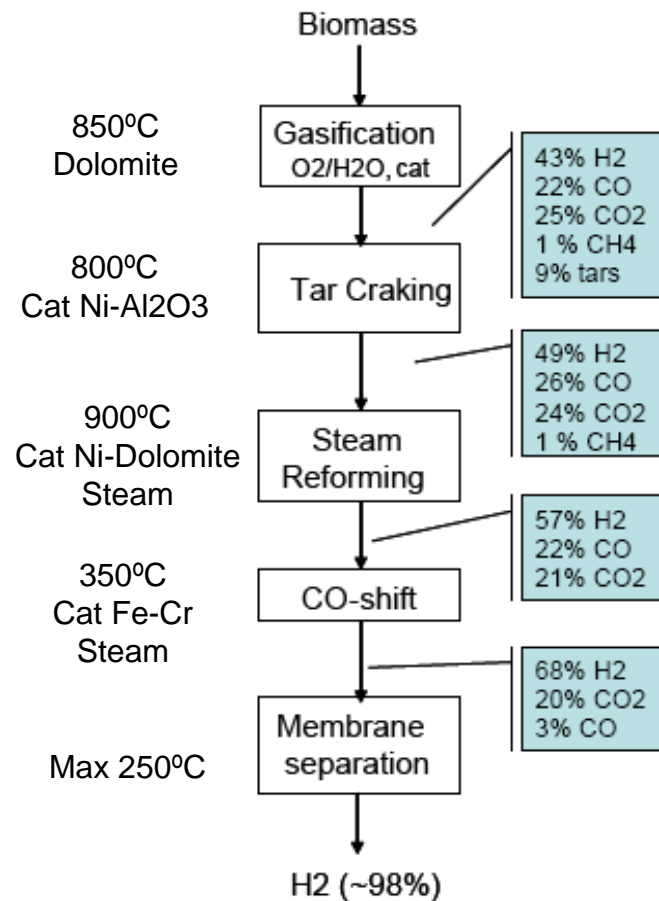 Biomass
850ºC
Dolomite
Gasification
O2/H2O, cat
43% H2
22% CO
25% CO2
1 % CH4
9% tars
800ºC
Cat Ni-Al2O3
Tar Craking
49% H2
26% CO
24% CO2
1 % CH4
900ºC
Cat Ni-Dolomite
Steam
Steam
Reforming
57% H2
22% CO
21% CO2
350ºC
Cat Fe-Cr
Steam
CO-shift
68% H2
20% CO2
3% CO
Max 250ºC
Membrane
separation
H2 (~98%)